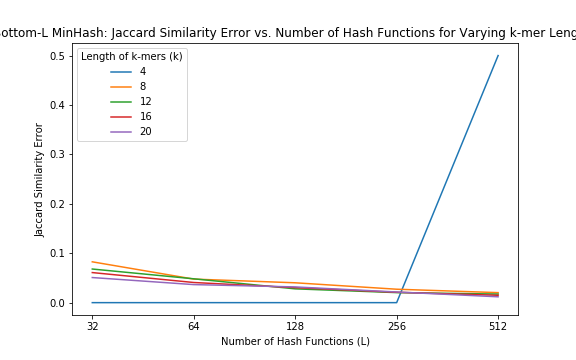 ottom-L MinHash: Jaccard Similarity Error vs. Number of Hash Functions for Varying k-mer Leng
Length of k-mers (k)
4
8
12
16
20
0.5
0.4
0.3
0.2
0.1
0.0
Jaccard Similarity Error
32 64 128 256 512
Number of Hash Functions (L)